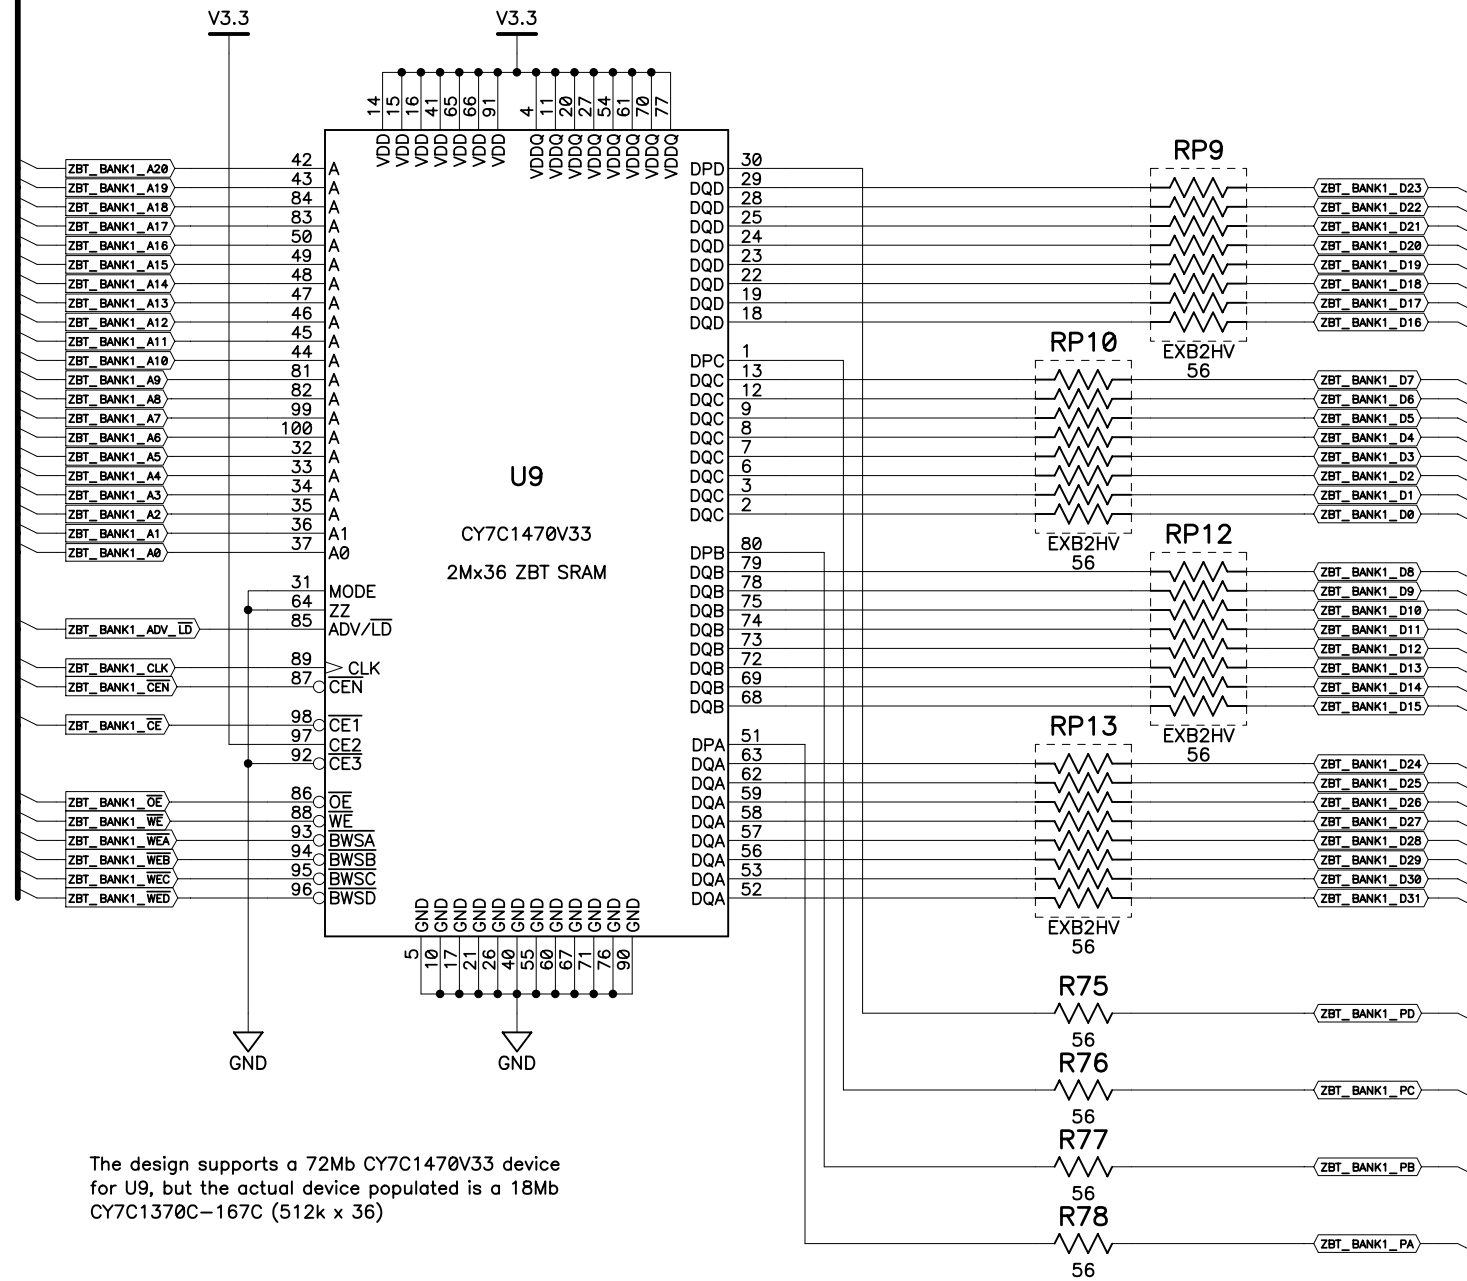 V3.3
V3.3
14
15
16
41
65
66
91
4
11
20
27
54
61
70
77
VDD
VDD
VDD
VDD
VDD
VDD
VDD
VDDQ
VDDQ
VDDQ
VDDQ
VDDQ
VDDQ
VDDQ
VDDQ
ZBT_BANK1_A20 42 A
ZBT_BANK1_A19 43 A
ZBT_BANK1_A18 84 A
ZBT_BANK1_A17 83 A
ZBT_BANK1_A16 50 A
ZBT_BANK1_A15 49 A
ZBT_BANK1_A14 48 A
ZBT_BANK1_A13 47 A
ZBT_BANK1_A12 46 A
ZBT_BANK1_A11 45 A
ZBT_BANK1_A10 44 A
ZBT_BANK1_A9 81 A
ZBT_BANK1_A8 82 A
ZBT_BANK1_A7 99 A
ZBT_BANK1_A6 100 A
ZBT_BANK1_A5 32 A
ZBT_BANK1_A4 33 A
ZBT_BANK1_A3 34 A
ZBT_BANK1_A2 35 A
ZBT_BANK1_A1 36 A1
ZBT_BANK1_A0 37 A0
31 MODE
64 ZZ
ZBT_BANK1_ADV_LD 85 ADV/LD
ZBT_BANK1_CLK 89 CLK
ZBT_BANK1_CEN 87 CEN
ZBT_BANK1_CE 98 CE1
97 CE2
92 CE3
ZBT_BANK1_OE 86 OE
ZBT_BANK1_WE 88 WE
ZBT_BANK1_WEA 93 BWSA
ZBT_BANK1_WEB 94 BWSB
ZBT_BANK1_WEC 95 BWSC
ZBT_BANK1_WED 96 BWSD
U9
CY7C1470V33
2Mx36 ZBT SRAM
GND
GND
GND
GND
GND
GND
GND
GND
GND
GND
GND
GND
5
10
17
21
26
40
55
60
67
71
76
90
GND
GND
DPD 30
RP9
DQD 29 ZBT_BANK1_D23
DQD 28 ZBT_BANK1_D22
DQD 25 ZBT_BANK1_D21
DQD 24 ZBT_BANK1_D20
DQD 23 ZBT_BANK1_D19
DQD 22 ZBT_BANK1_D18
DQD 19 ZBT_BANK1_D17
DQD 18 ZBT_BANK1_D16
EXB2HV
56
DPC 1
RP10
DQC 13 ZBT_BANK1_D7
DQC 12 ZBT_BANK1_D6
DQC 9 ZBT_BANK1_D5
DQC 8 ZBT_BANK1_D4
DQC 7 ZBT_BANK1_D3
DQC 6 ZBT_BANK1_D2
DQC 3 ZBT_BANK1_D1
DQC 2 ZBT_BANK1_D0
EXB2HV
56
DPB 80
RP12
DQB 79 ZBT_BANK1_D8
DQB 78 ZBT_BANK1_D9
DQB 75 ZBT_BANK1_D10
DQB 74 ZBT_BANK1_D11
DQB 73 ZBT_BANK1_D12
DQB 72 ZBT_BANK1_D13
DQB 69 ZBT_BANK1_D14
DQB 68 ZBT_BANK1_D15
EXB2HV
56
DPA 51
RP13
DQA 63 ZBT_BANK1_D24
DQA 62 ZBT_BANK1_D25
DQA 59 ZBT_BANK1_D26
DQA 58 ZBT_BANK1_D27
DQA 57 ZBT_BANK1_D28
DQA 56 ZBT_BANK1_D29
DQA 53 ZBT_BANK1_D30
DQA 52 ZBT_BANK1_D31
EXB2HV
56
R75
ZBT_BANK1_PD
56
R76
ZBT_BANK1_PC
56
R77
ZBT_BANK1_PB
56
R78
ZBT_BANK1_PA
56
The design supports a 72Mb CY7C1470V33 device
for U9, but the actual device populated is a 18Mb
CY7C1370C-167C (512k x 36)